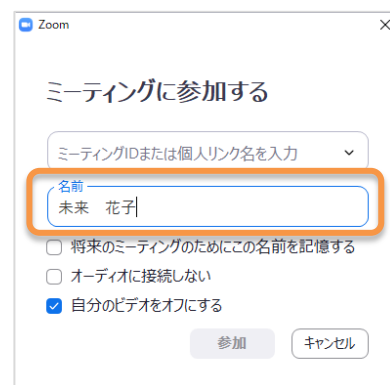 Zoom
ミーティングに参加する
ミーティングIDまたは個人リンク名を入力
名前
未来　花子
将来のミーティングのためにこの名前を記憶する
オーディオに接続しない
自分のビデオをオフにする
参加 キャンセル